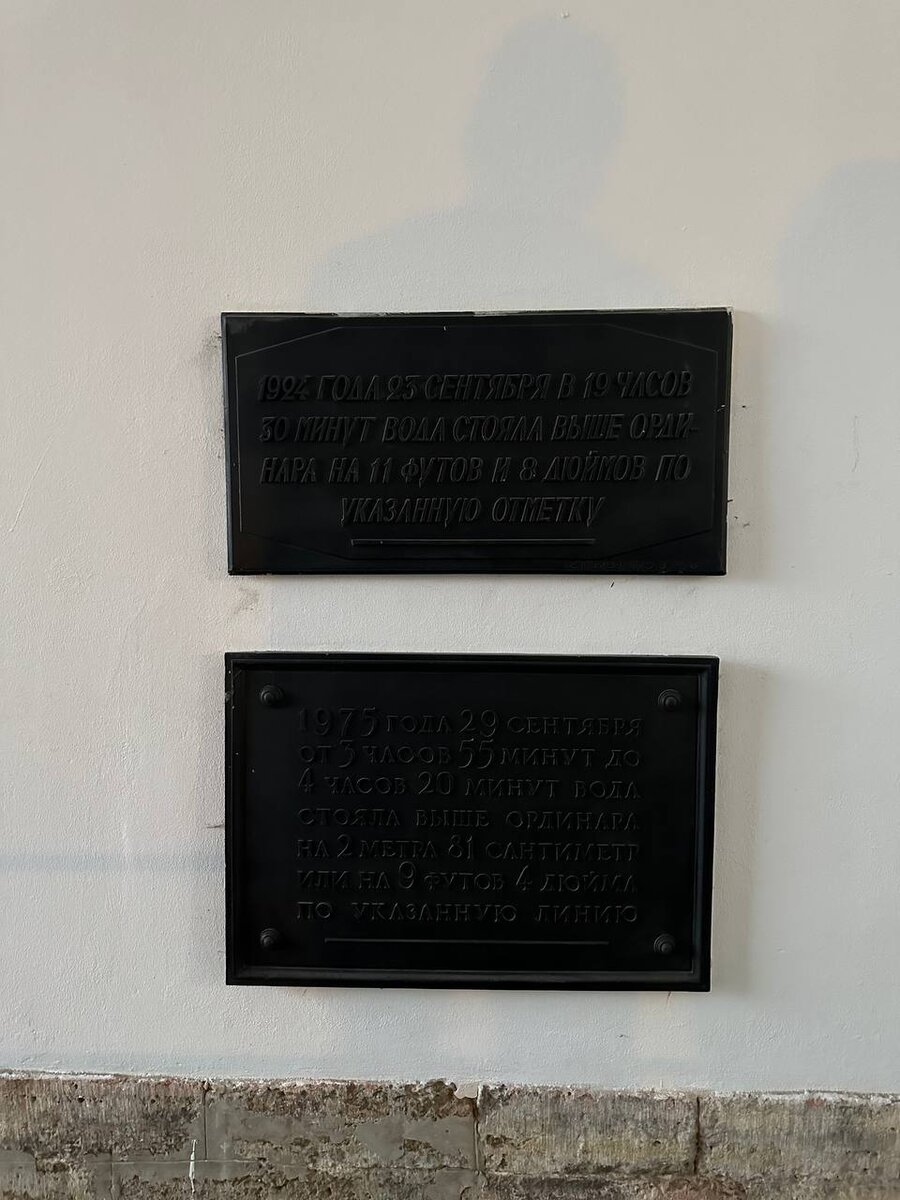 1924 ГОДА 23 СЕНТЯБРЯ В 19 ЧАСОВ
30 МИНУТ ВОДА СТОЯЛА ВЫШЕ ОРДИ-
НАРА НА 11 ФУТОВ И 8 ДЮЙМОВ ПО
УКАЗАННУЮ ОТМЕТКУ
1975 ГОДА 29 СЕНТЯБРЯ
ОТ 3 ЧАСОВ 55 МИНУТ ДО
4 ЧАСОВ 20 МИНУТ ВОДА
СТОЯЛА ВЫШЕ ОРДИНАРА
НА 2 МЕТРА 81 САНТИМЕТР
ИЛИ НА 9 ФУТОВ 4 ДЮЙМА
ПО УКАЗАННУЮ ЛИНИЮ